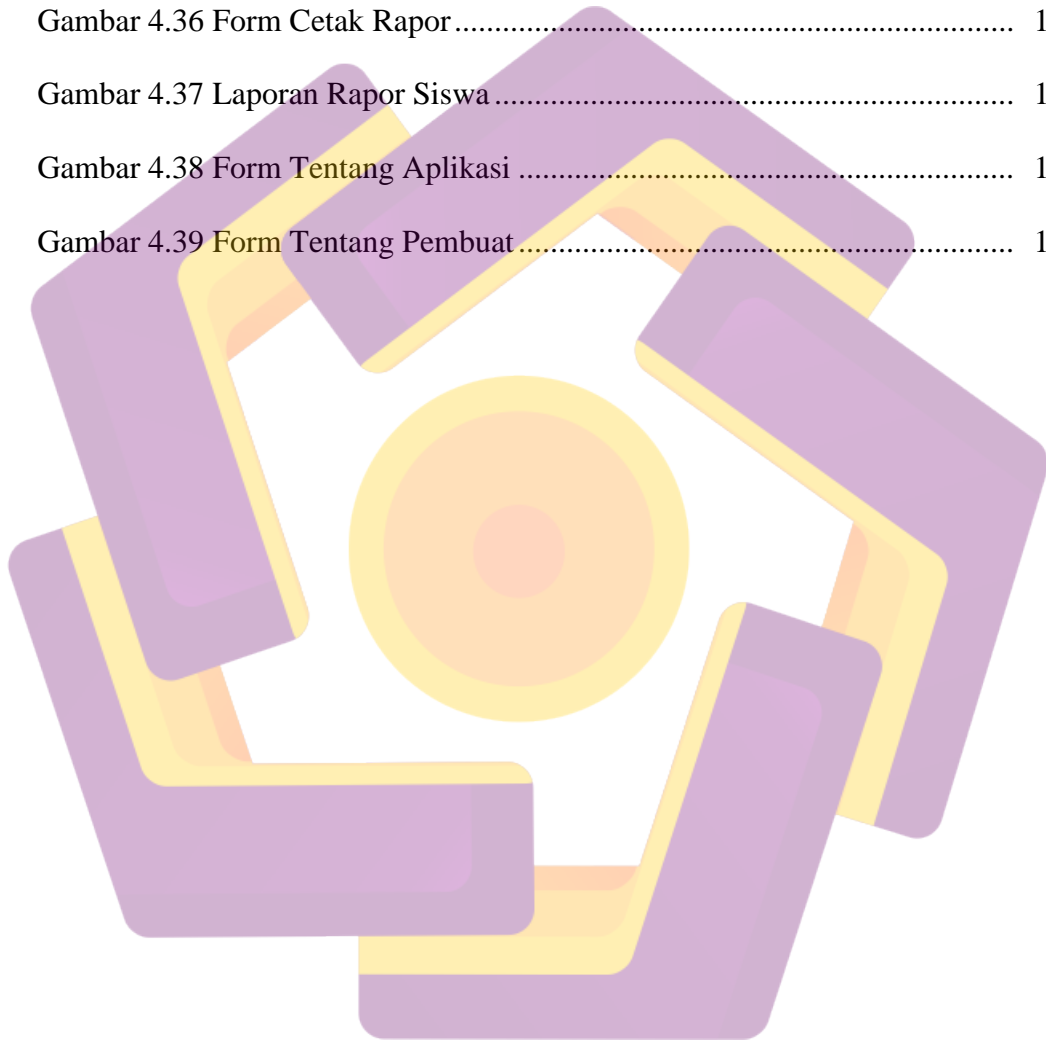 Gambar 4.36 Form Cetak Rapor ................................................................................................ 1
Gambar 4.37 Laporan Rapor Siswa ......................................................................................... 1
Gambar 4.38 Form Tentang Aplikasi ..................................................................................... 1
Gambar 4.39 Form Tentang Pembuat ...................................................................................... 1